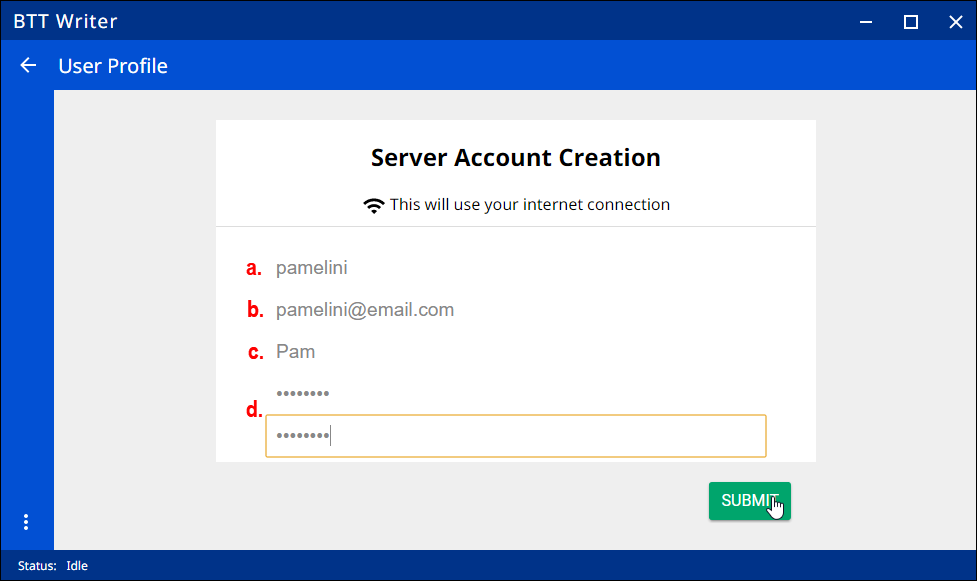 BTT Writer
User Profile
Server Account Creation
This will use your internet connection
a. pamelini
b. pamelini@email.com
c. Pam
••••••••
d.
••••••••
SUBMIT
Status: Idle